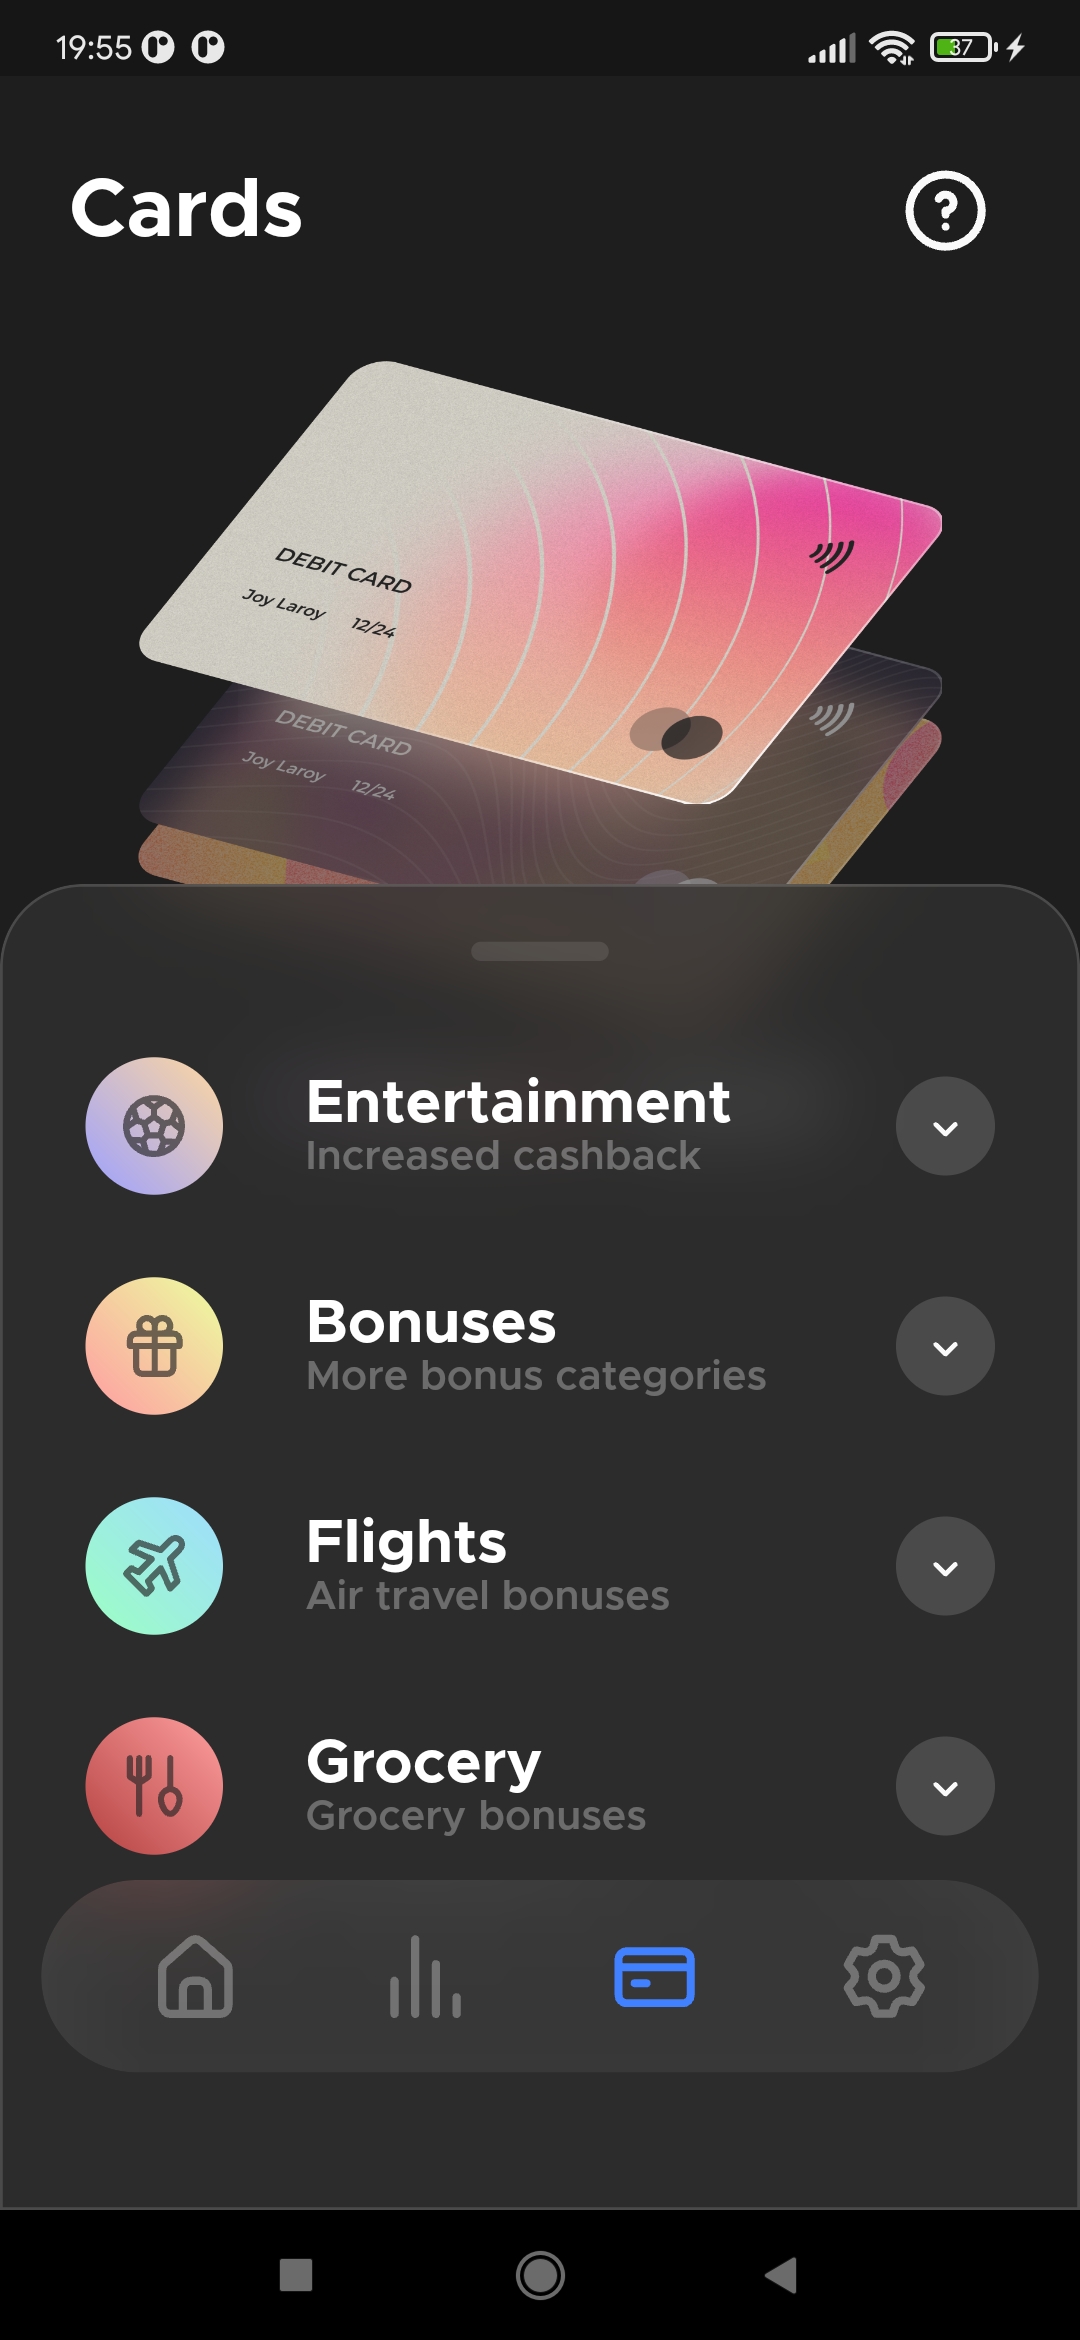 19:55
37
Cards
DEBIT CARD
Joy Laroy 12/24
DEBIT CARD
Joy Laroy 12/24
Entertainment
Increased cashback
Bonuses
More bonus categories
Flights
Air travel bonuses
Grocery
Grocery bonuses